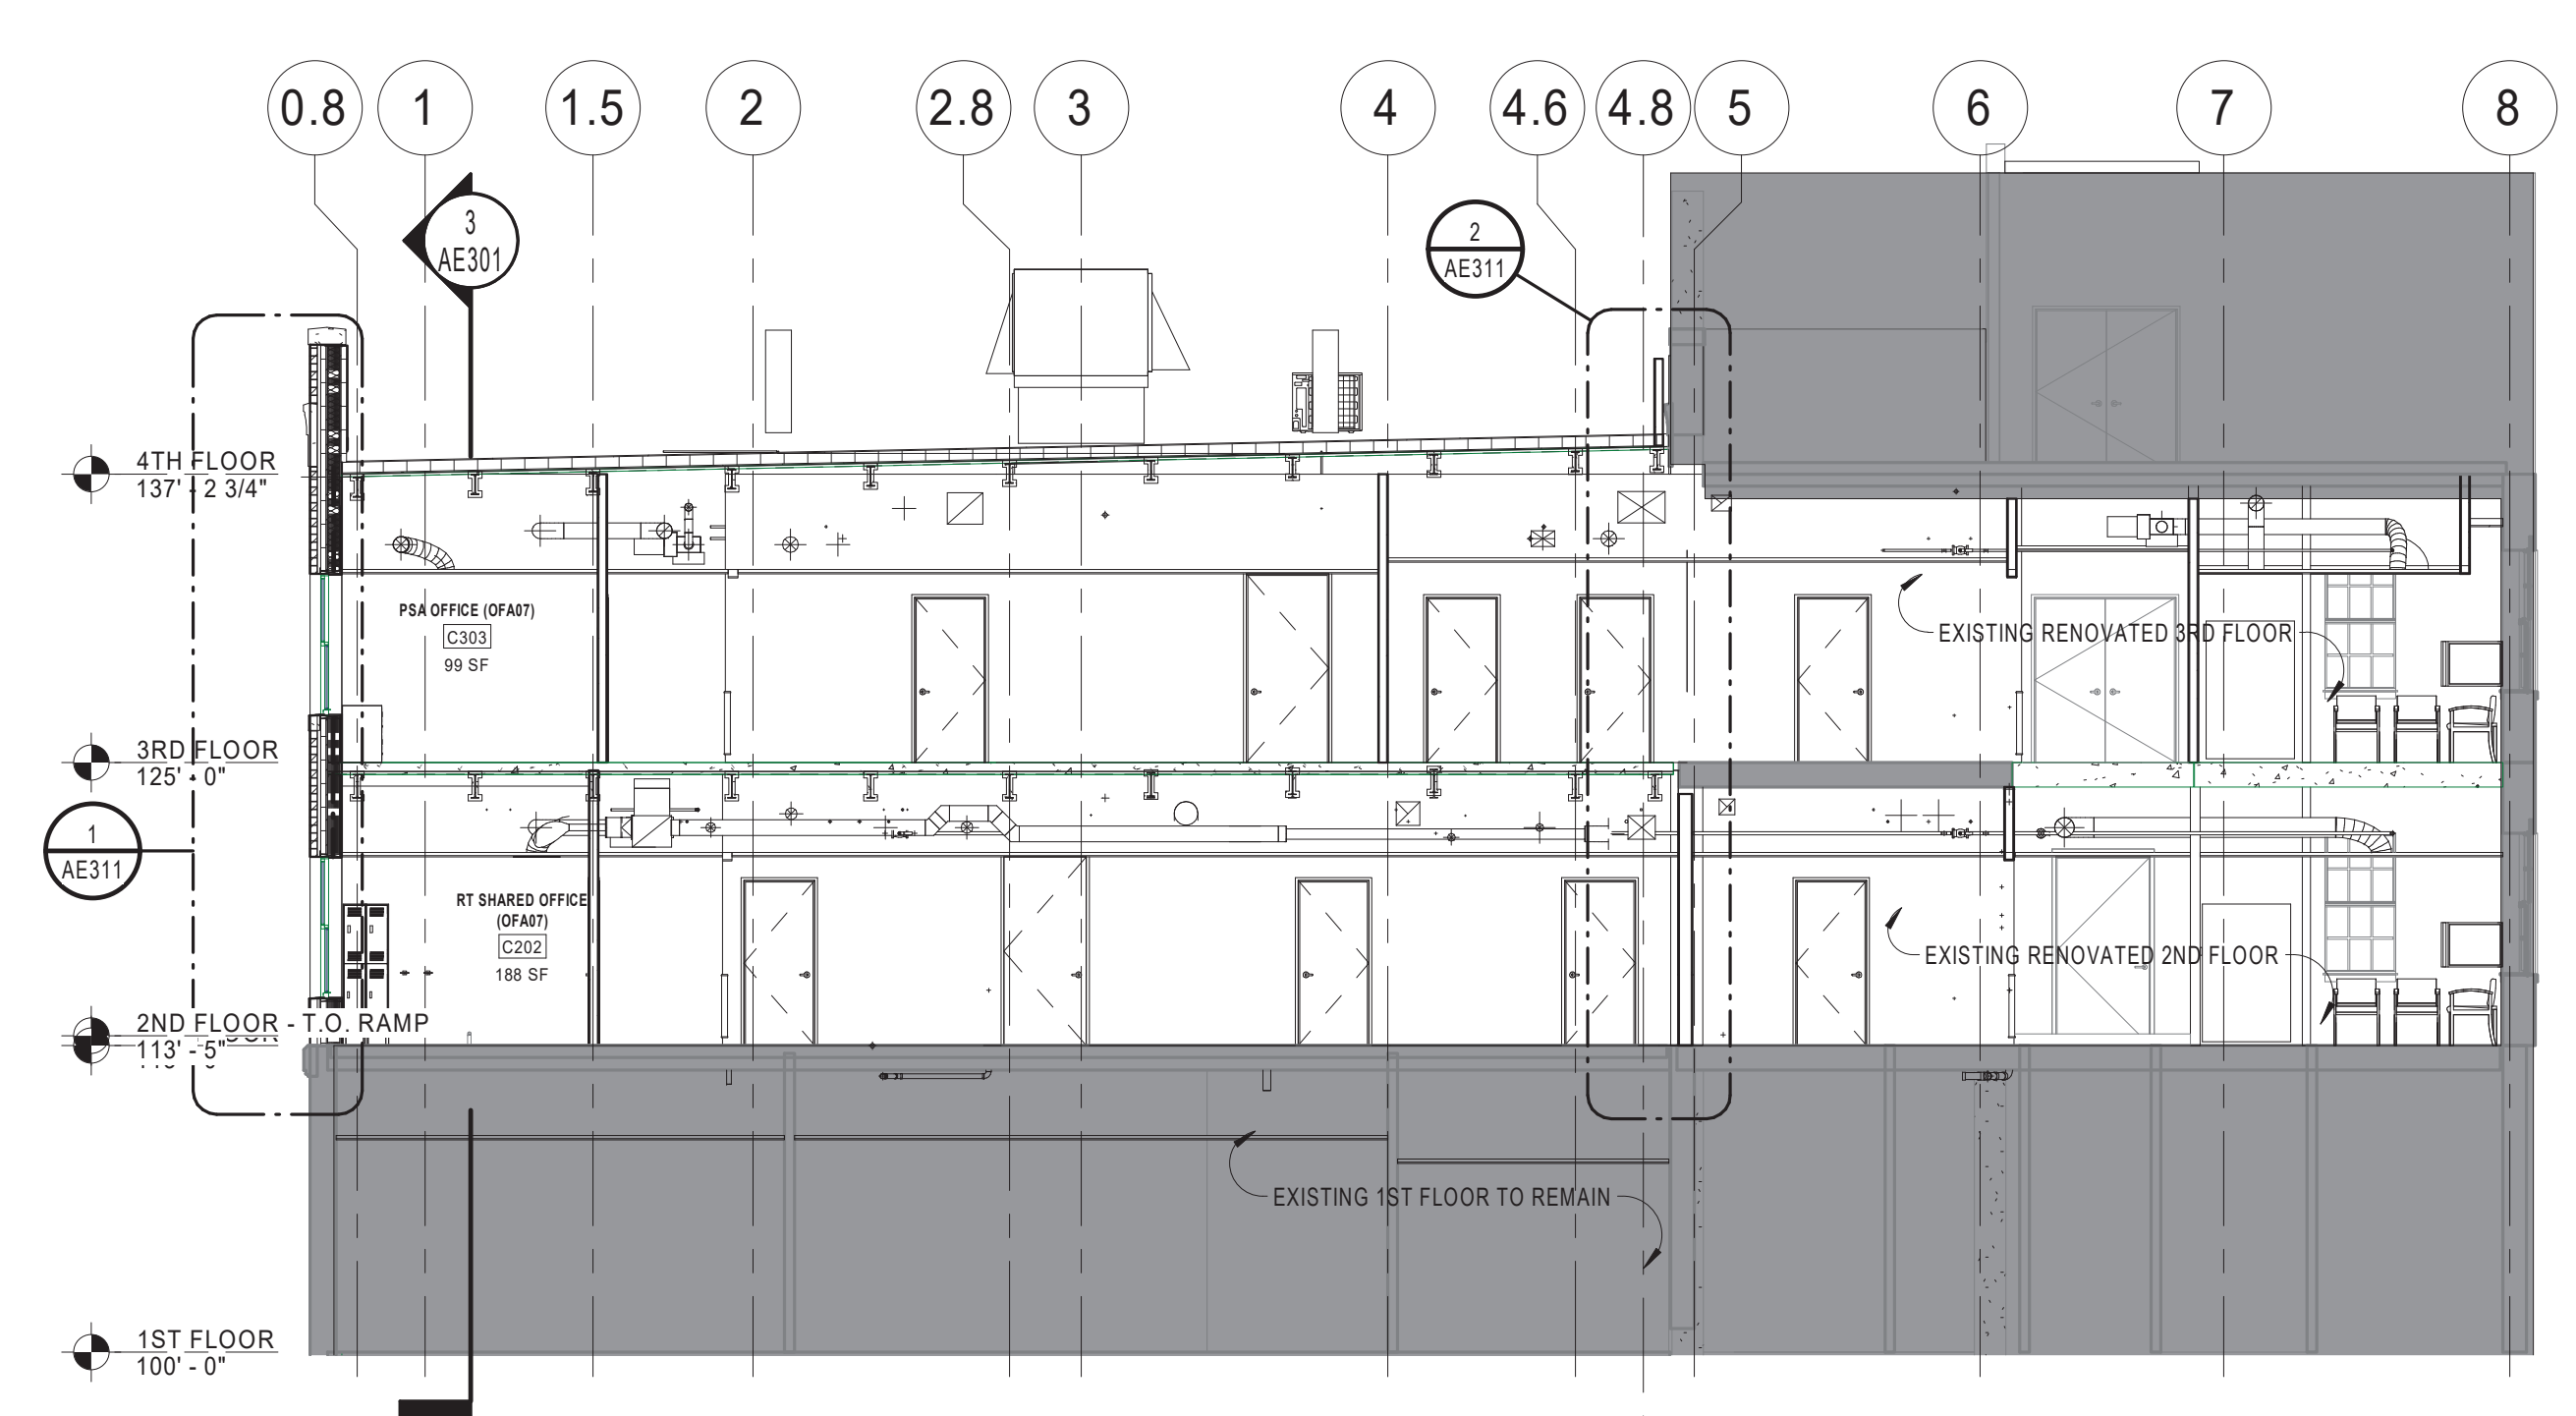 0.8 1 1.5 2 2.8 3 4 4.6 4.8 5 6 7 8
3
AE301
2
AE311
4TH FLOOR
137' - 2 3/4"
PSA OFFICE (OFA07)
C303
99 SF
EXISTING RENOVATED 3RD FLOOR
3RD FLOOR
125' - 0"
1
AE311
RT SHARED OFFICE
(OFA07)
C202
188 SF
EXISTING RENOVATED 2ND FLOOR
2ND FLOOR - T.O. RAMP
113' - 5"
EXISTING 1ST FLOOR TO REMAIN
1ST FLOOR
100' - 0"